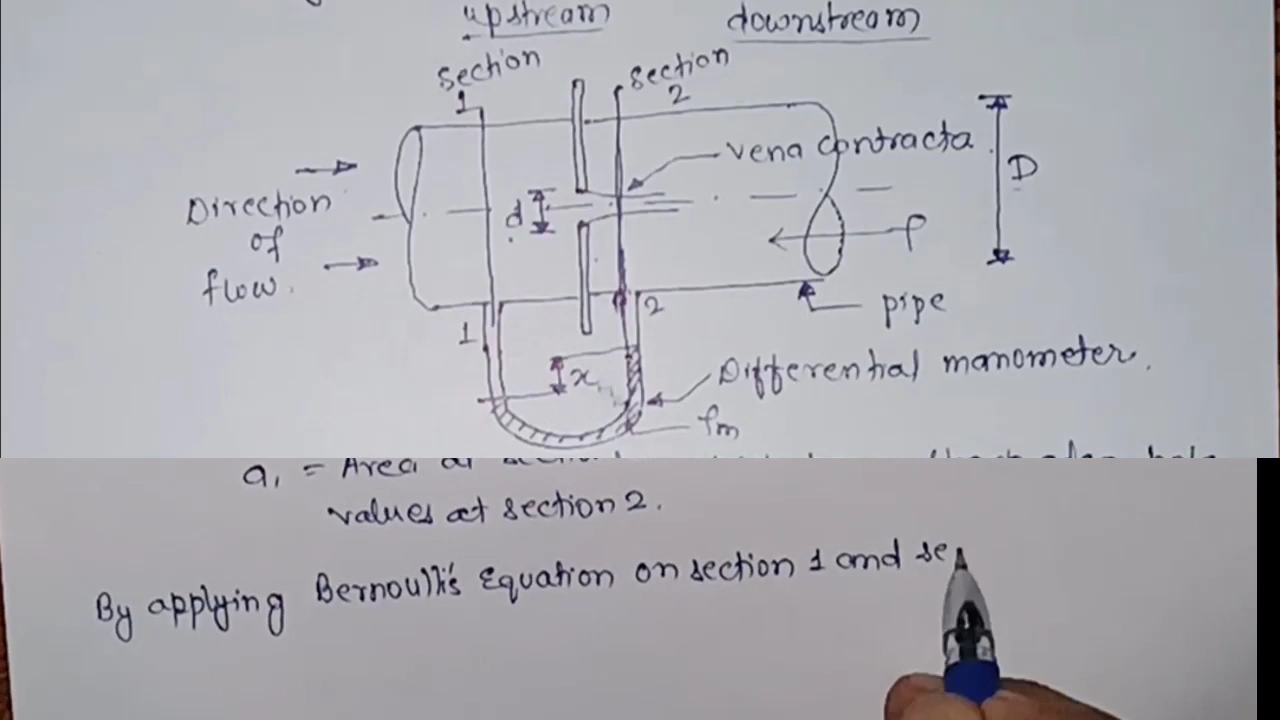 upstream downstream
section section
1 2
vena contracta
D
Direction
of
flow.
d
ρ
pipe
1 2
x
Differential manometer.
ρm
a₁ = Area at
values at section 2.
By applying Bernoulli's Equation on section 1 and se